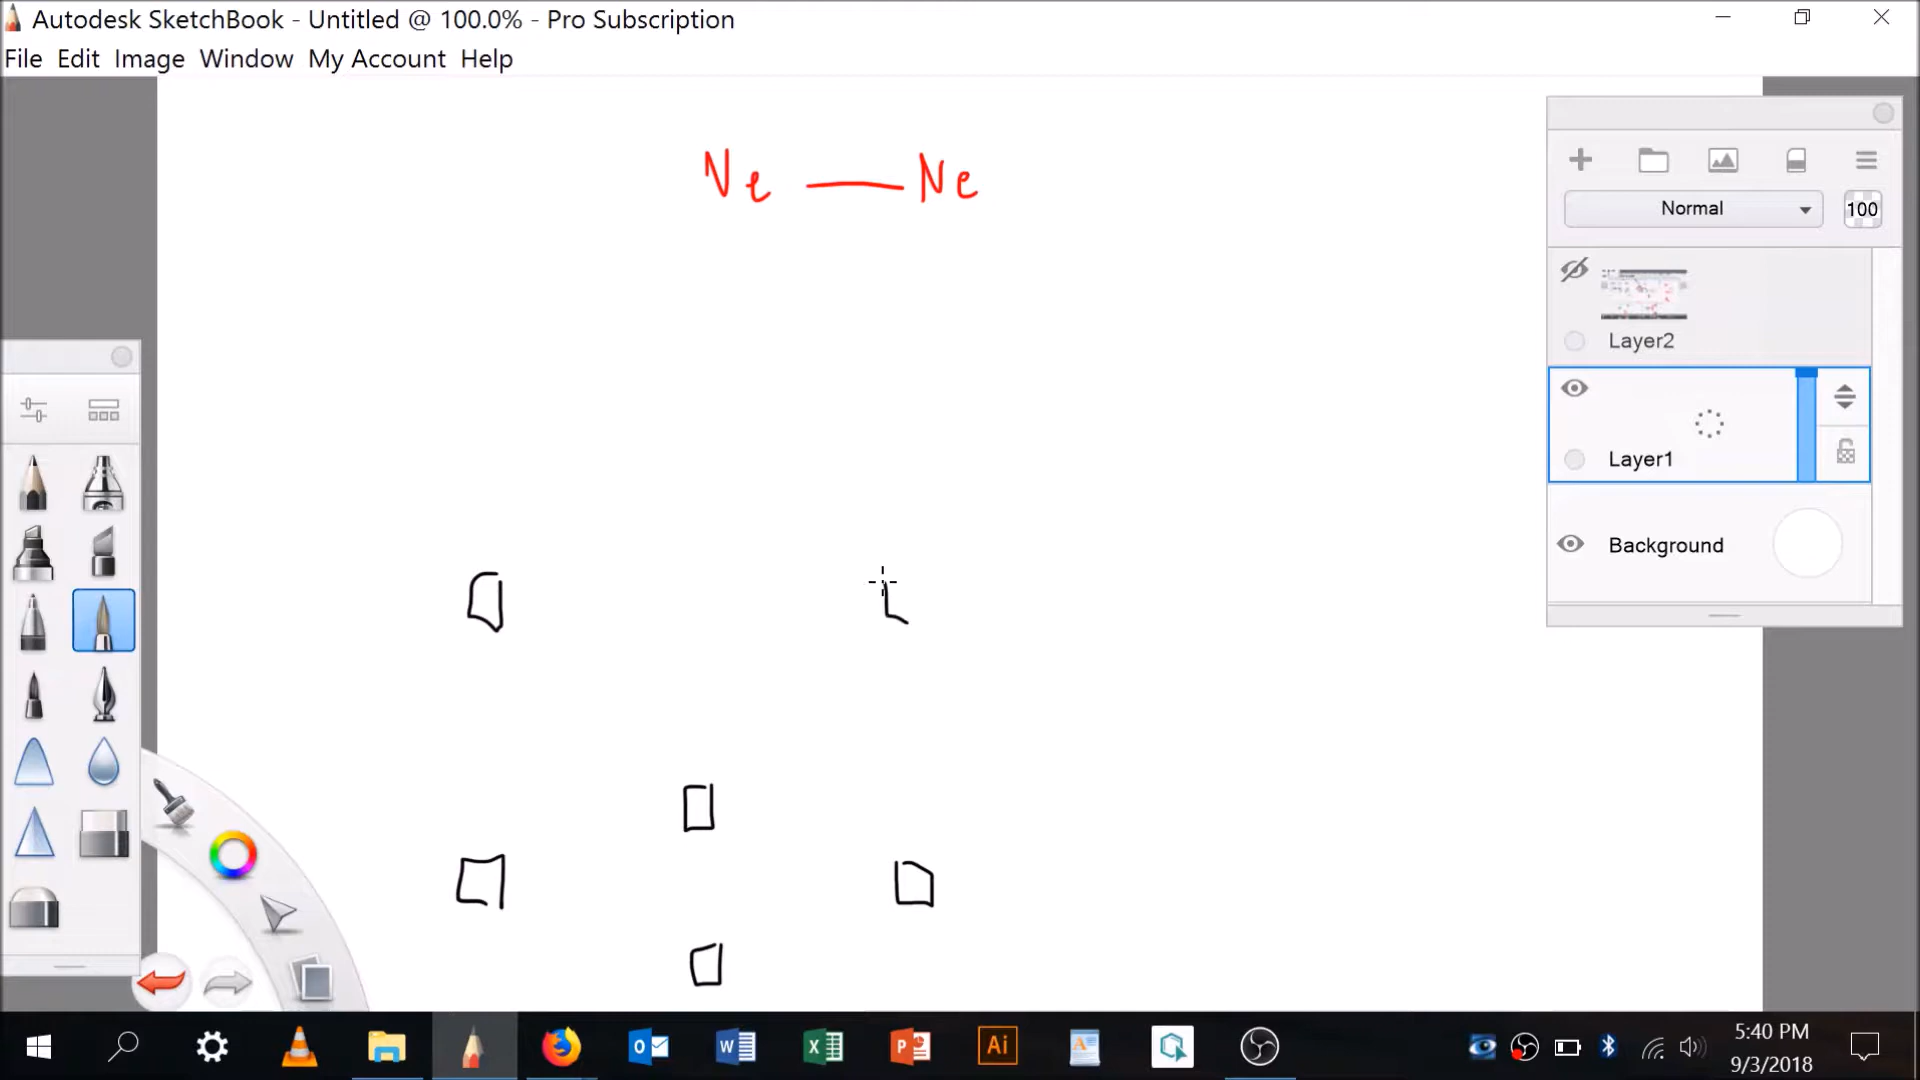 Autodesk SketchBook - Untitled @ 100.0% - Pro Subscription
File Edit Image Window My Account Help
Ne — Ne
Normal 100
Layer2
Layer1
Background
Ai
5:40 PM
9/3/2018